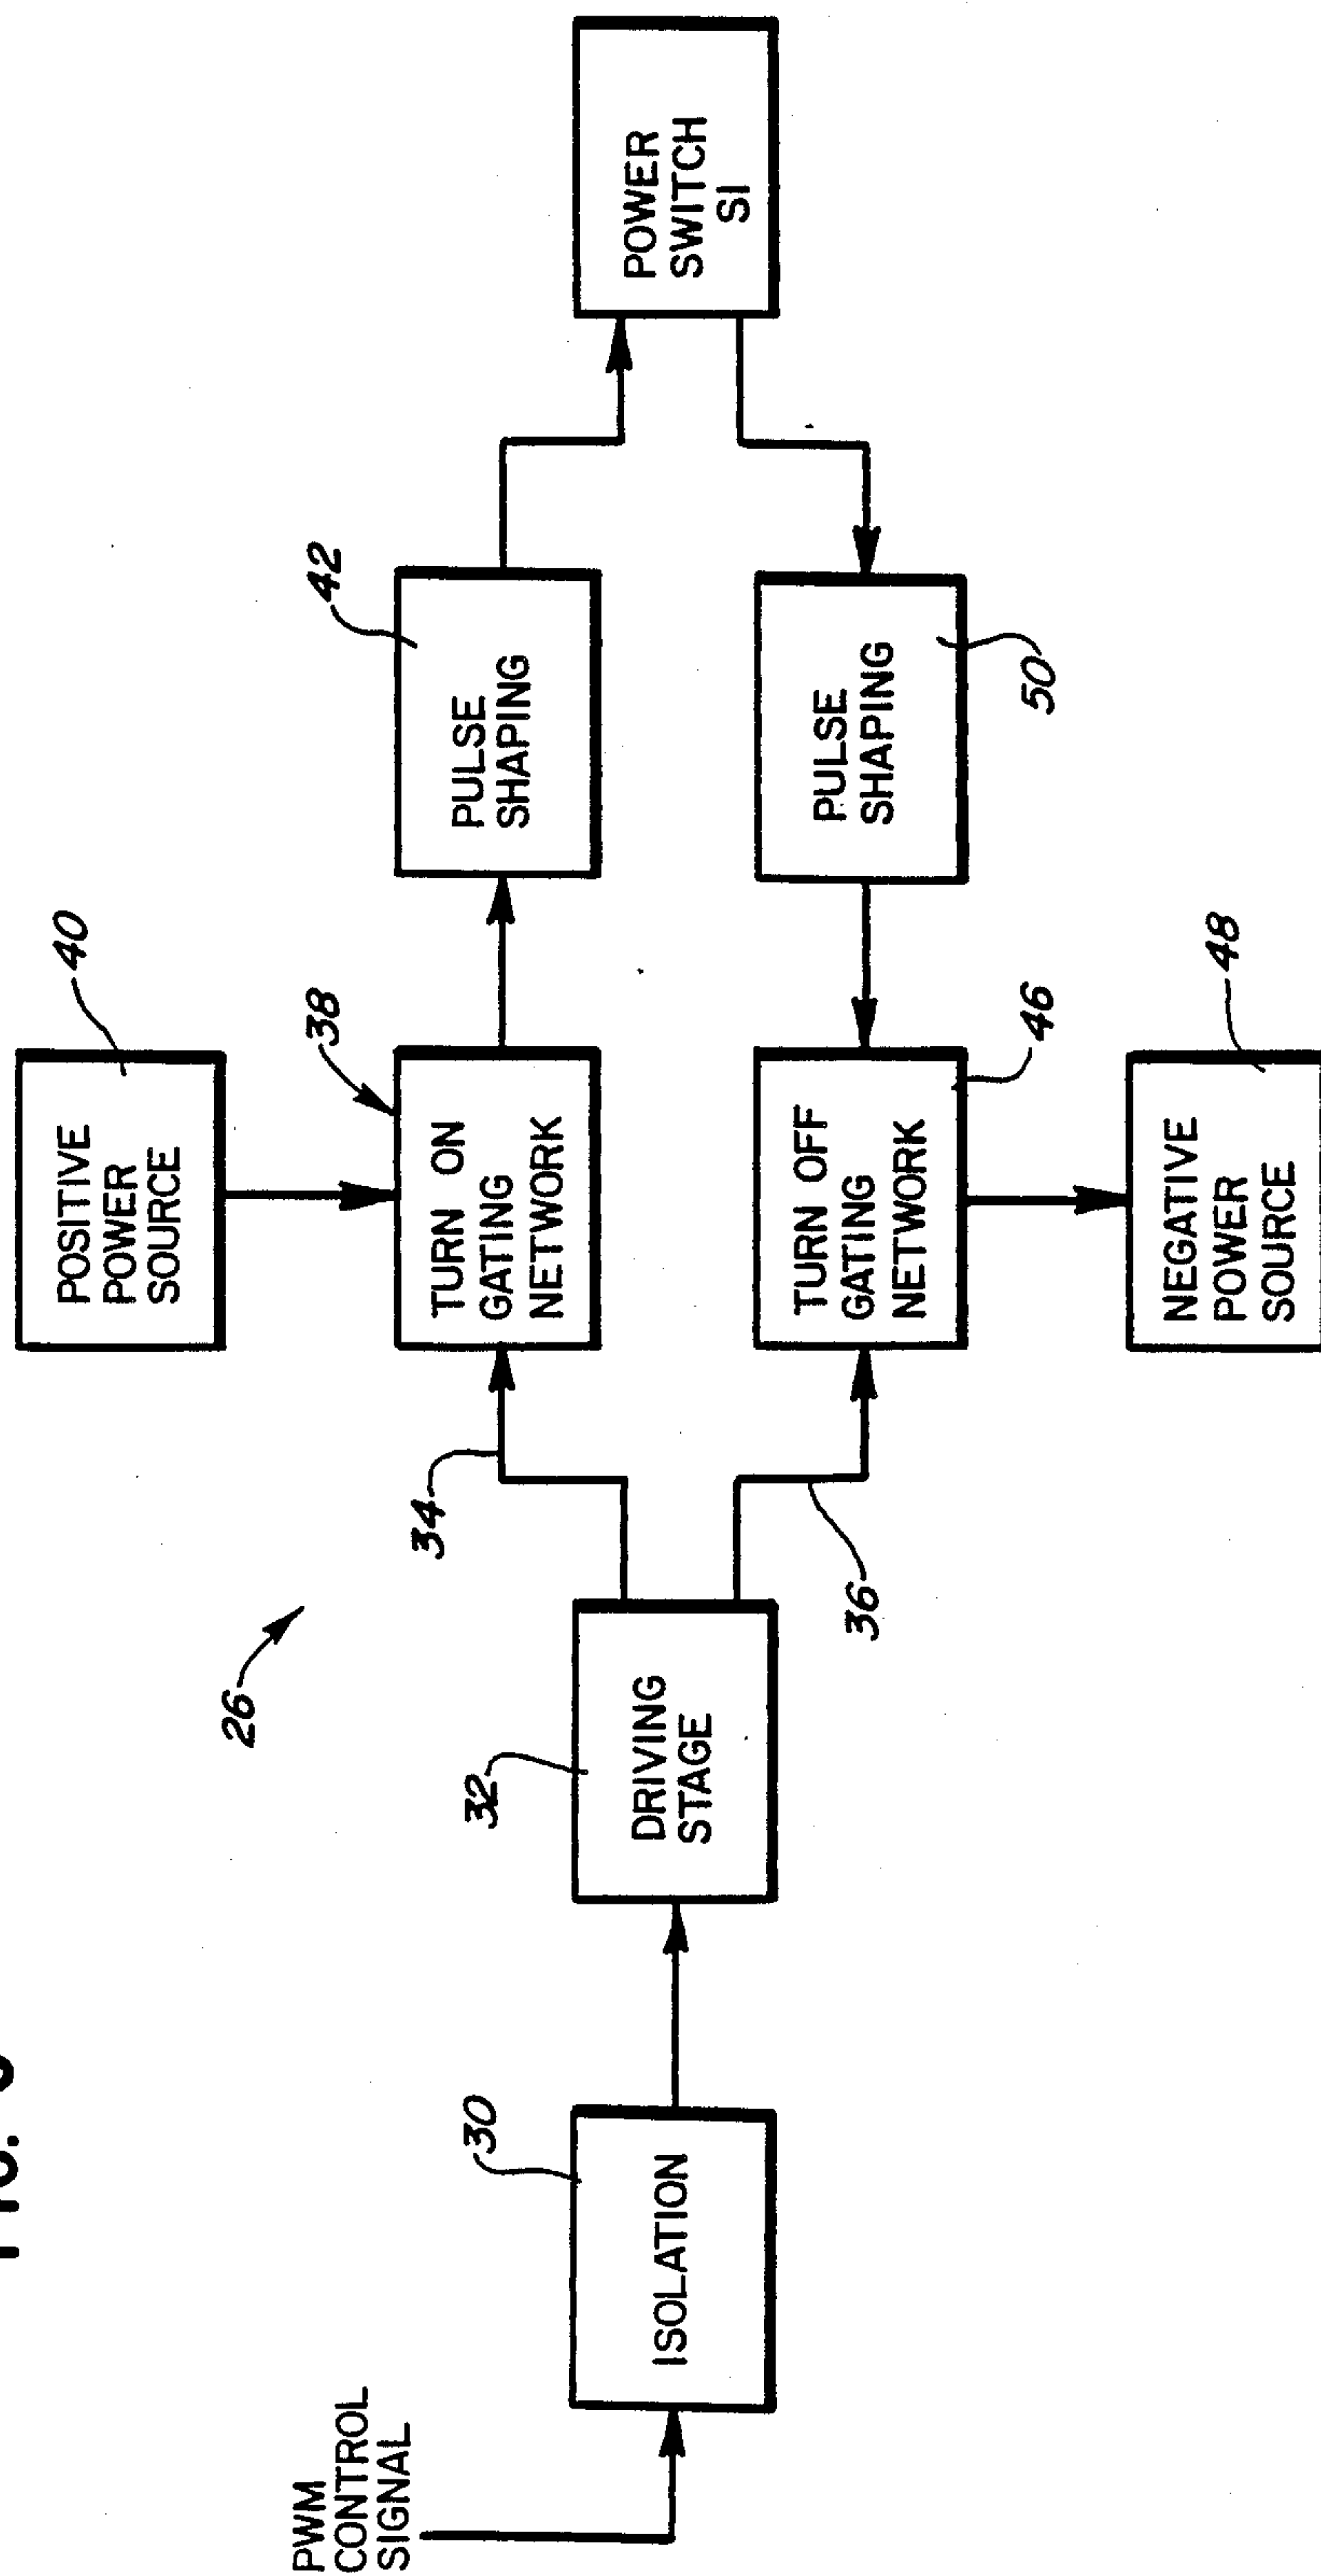 PWM
CONTROL
SIGNAL
30
ISOLATION
32
DRIVING
STAGE
26
34
36
POSITIVE
POWER
SOURCE
40
TURN ON
GATING
NETWORK
38
TURN OFF
GATING
NETWORK
46
NEGATIVE
POWER
SOURCE
48
PULSE
SHAPING
42
PULSE
SHAPING
50
POWER
SWITCH
S1